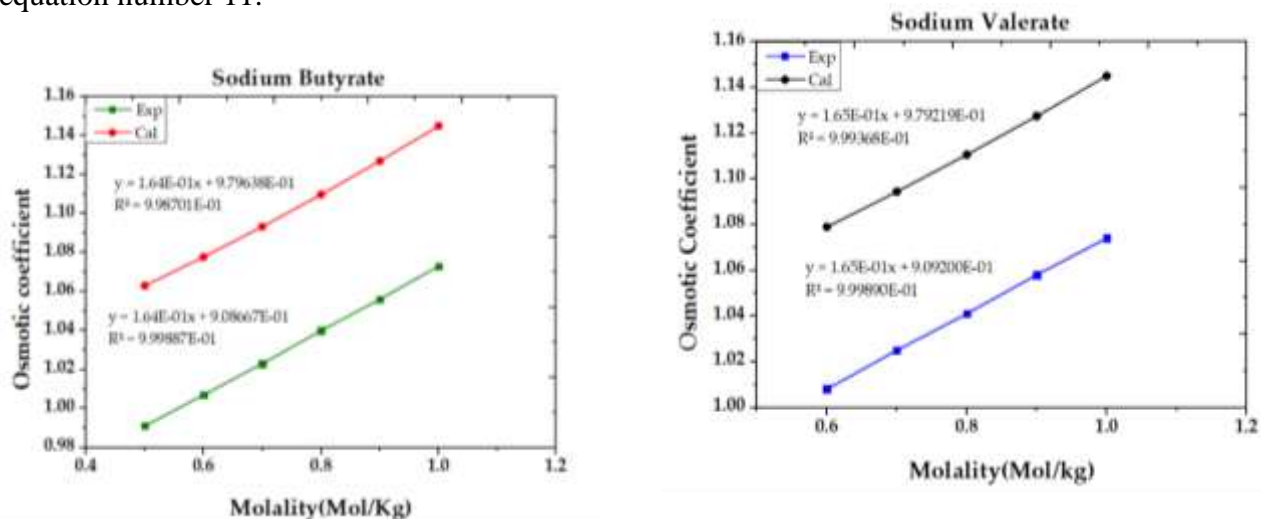 equation number 11.
Sodium Butyrate
Exp
Cal
y = 1.64E-01x + 9.79638E-01
R² = 9.98701E-01
y = 1.64E-01x + 9.08667E-01
R² = 9.99887E-01
Osmotic coefficient
1.16
1.14
1.12
1.10
1.08
1.06
1.04
1.02
1.00
0.98
0.4
0.6
0.8
1.0
1.2
Molality(Mol/Kg)
Sodium Valerate
Exp
Cal
y = 1.65E-01x + 9.79219E-01
R² = 9.99368E-01
y = 1.65E-01x + 9.09200E-01
R² = 9.99890E-01
Osmotic Coefficient
1.16
1.14
1.12
1.10
1.08
1.06
1.04
1.02
1.00
0.6
0.8
1.0
1.2
Molality(Mol/kg)